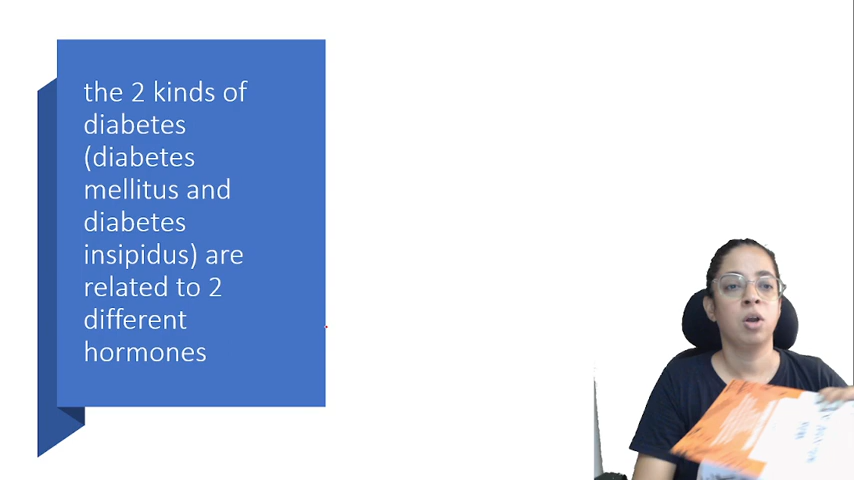 the 2 kinds of
diabetes
(diabetes
mellitus and
diabetes
insipidus) are
related to 2
different
hormones